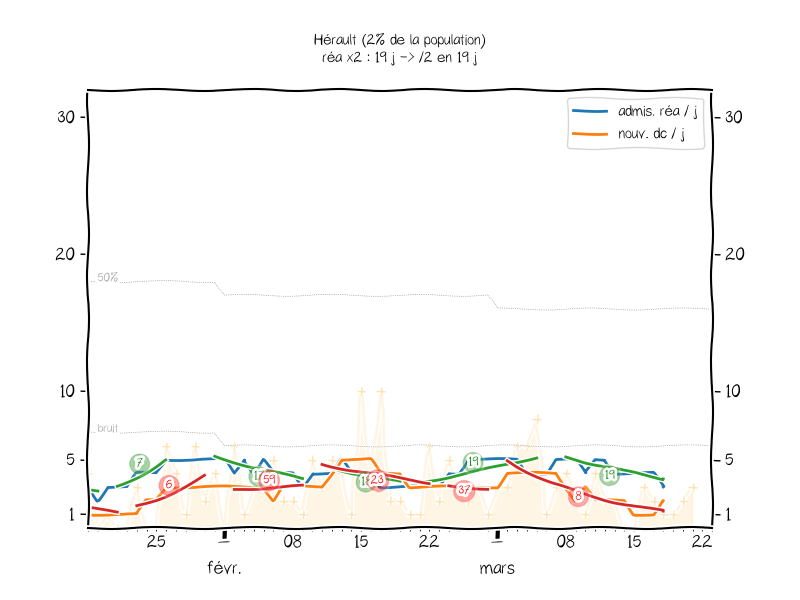 Hérault (2% de la population)
réa x2 : 19 j -> /2 en 19 j
admis. réa / j
nouv. dc / j
30 30
20 20
50%
10 10
bruit
5 5
7 19
6 59 23 37 8 19
1 1
25 08 15 22 08 15 22
févr. mars